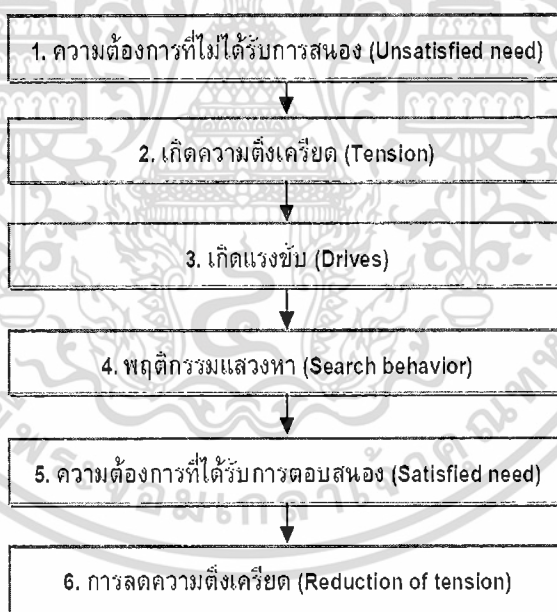 1. ความต้องการที่ไม่ได้รับการสนอง (Unsatisfied need)
2. เกิดความตึงเครียด (Tension)
3. เกิดแรงขับ (Drives)
4. พฤติกรรมแสวงหา (Search behavior)
5. ความต้องการที่ได้รับการตอบสนอง (Satisfied need)
6. การลดความตึงเครียด (Reduction of tension)